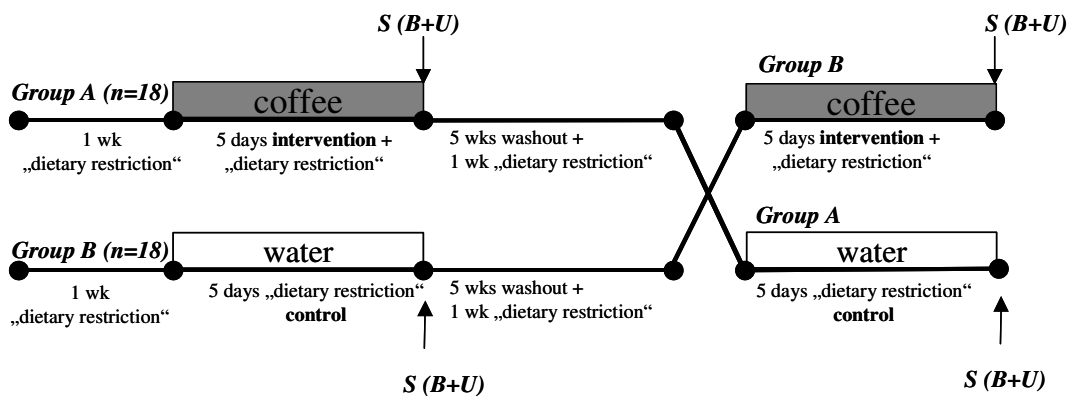 S (B+U)
S (B+U)
Group A (n=18)
coffee
Group B
coffee
1 wk
„dietary restriction“
5 days intervention +
„dietary restriction“
5 wks washout +
1 wk „dietary restriction“
5 days intervention +
„dietary restriction“
Group B (n=18)
water
Group A
water
1 wk
„dietary restriction“
5 days „dietary restriction“
control
5 wks washout +
1 wk „dietary restriction“
5 days „dietary restriction“
control
S (B+U)
S (B+U)